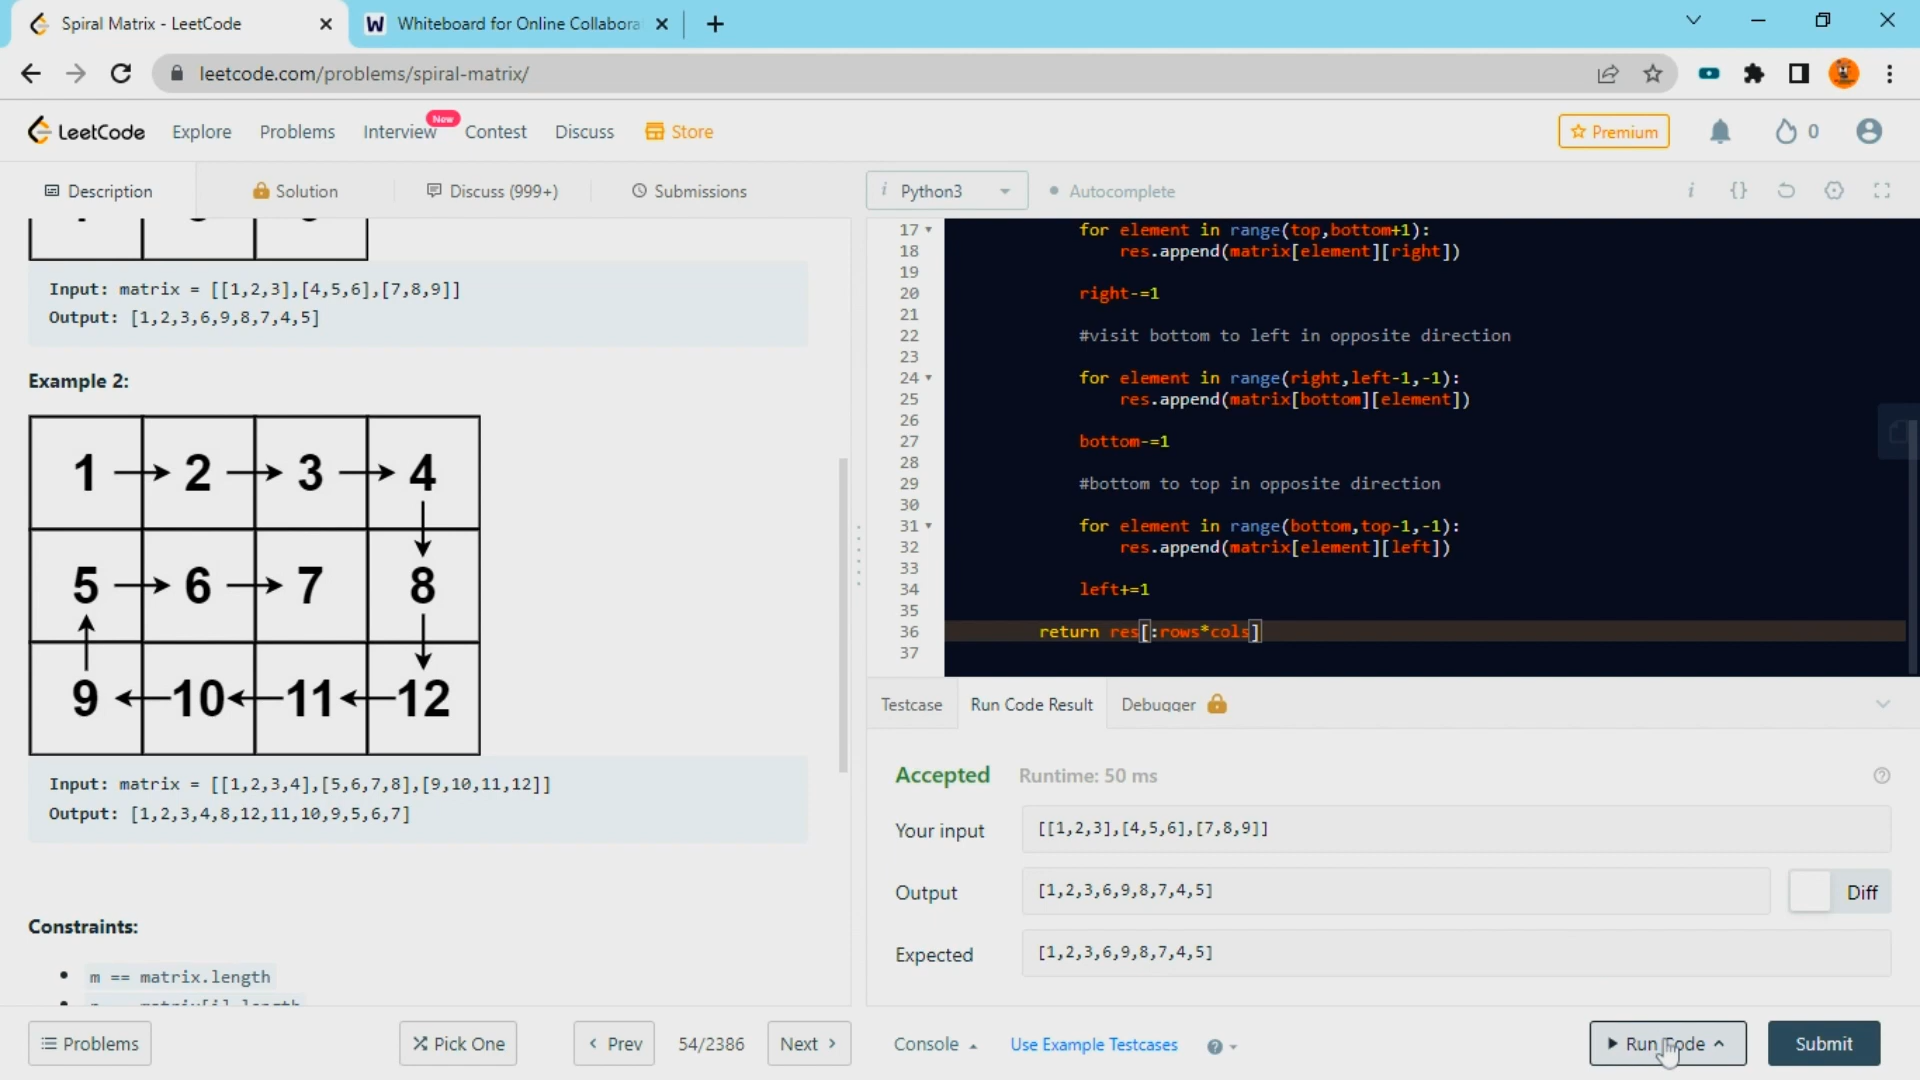 Spiral Matrix - LeetCode
Whiteboard for Online Collabora
leetcode.com/problems/spiral-matrix/
LeetCode Explore Problems Interview New Contest Discuss Store Premium 0
Description Solution Discuss (999+) Submissions
Input: matrix = [[1,2,3],[4,5,6],[7,8,9]]
Output: [1,2,3,6,9,8,7,4,5]
Example 2:
1 2 3 4
5 6 7 8
9 10 11 12
Input: matrix = [[1,2,3,4],[5,6,7,8],[9,10,11,12]]
Output: [1,2,3,4,8,12,11,10,9,5,6,7]
Constraints:
m == matrix.length
Problems Pick One Prev 54/2386 Next
i Python3 Autocomplete
17 for element in range(top,bottom+1):
18 res.append(matrix[element][right])
19
20 right-=1
21
22 #visit bottom to left in opposite direction
23
24 for element in range(right,left-1,-1):
25 res.append(matrix[bottom][element])
26
27 bottom-=1
28
29 #bottom to top in opposite direction
30
31 for element in range(bottom,top-1,-1):
32 res.append(matrix[element][left])
33
34 left+=1
35
36 return res[:rows*cols]
37
Testcase Run Code Result Debugger
Accepted Runtime: 50 ms
Your input [[1,2,3],[4,5,6],[7,8,9]]
Output [1,2,3,6,9,8,7,4,5] Diff
Expected [1,2,3,6,9,8,7,4,5]
Console Use Example Testcases Run Code Submit